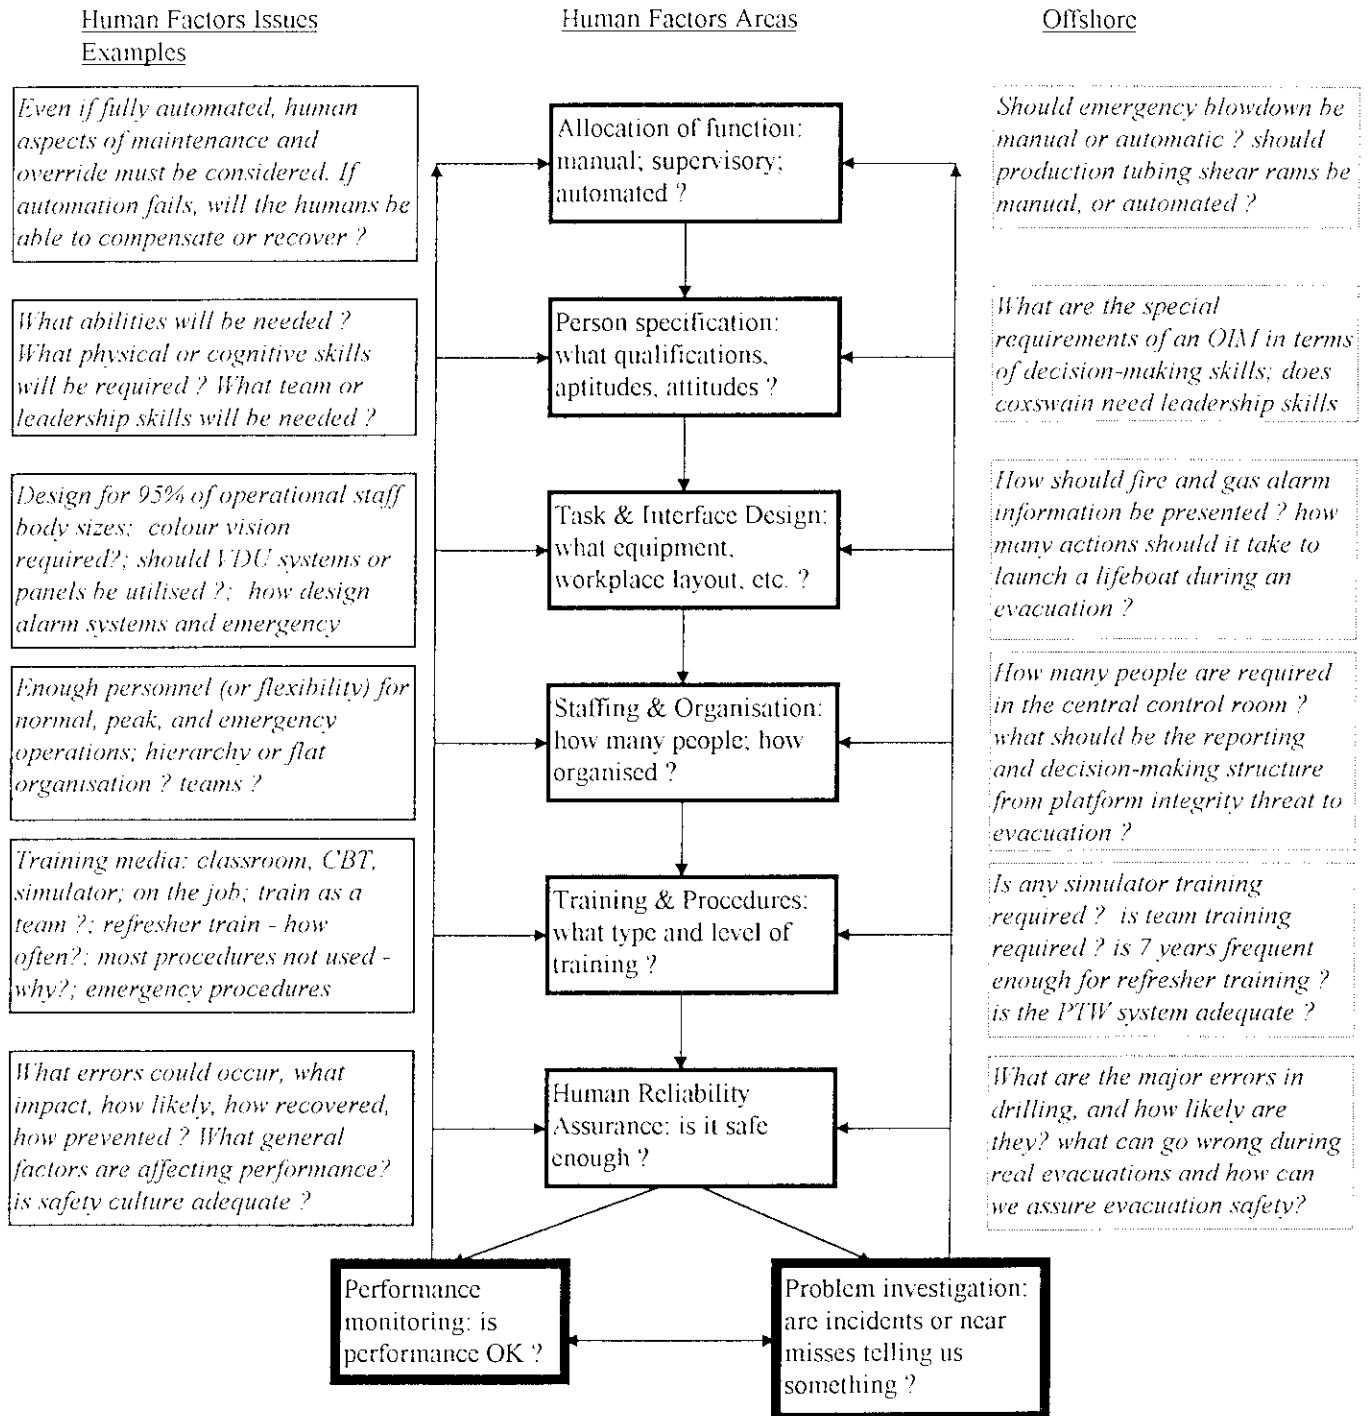 Human Factors Issues
Examples
Human Factors Areas
Offshore
Even if fully automated, human
aspects of maintenance and
override must be considered. If
automation fails, will the humans be
able to compensate or recover ?
Allocation of function:
manual; supervisory;
automated ?
Should emergency blowdown be
manual or automatic ? should
production tubing shear rams be
manual, or automated ?
What abilities will be needed ?
What physical or cognitive skills
will be required ? What team or
leadership skills will be needed ?
Person specification:
what qualifications,
aptitudes, attitudes ?
What are the special
requirements of an OIM in terms
of decision-making skills; does
coxswain need leadership skills
Design for 95% of operational staff
body sizes; colour vision
required?; should VDU systems or
panels be utilised ?; how design
alarm systems and emergency
Task & Interface Design:
what equipment,
workplace layout, etc. ?
How should fire and gas alarm
information be presented ? how
many actions should it take to
launch a lifeboat during an
evacuation ?
Enough personnel (or flexibility) for
normal, peak, and emergency
operations; hierarchy or flat
organisation ? teams ?
Staffing & Organisation:
how many people; how
organised ?
How many people are required
in the central control room ?
what should be the reporting
and decision-making structure
from platform integrity threat to
evacuation ?
Training media: classroom, CBT,
simulator; on the job; train as a
team ?; refresher train - how
often?; most procedures not used -
why?; emergency procedures
Training & Procedures:
what type and level of
training ?
Is any simulator training
required ? is team training
required ? is 7 years frequent
enough for refresher training ?
is the PTW system adequate ?
What errors could occur, what
impact, how likely, how recovered,
how prevented ? What general
factors are affecting performance?
is safety culture adequate ?
Human Reliability
Assurance: is it safe
enough ?
What are the major errors in
drilling, and how likely are
they? what can go wrong during
real evacuations and how can
we assure evacuation safety?
Performance
monitoring: is
performance OK ?
Problem investigation:
are incidents or near
misses telling us
something ?